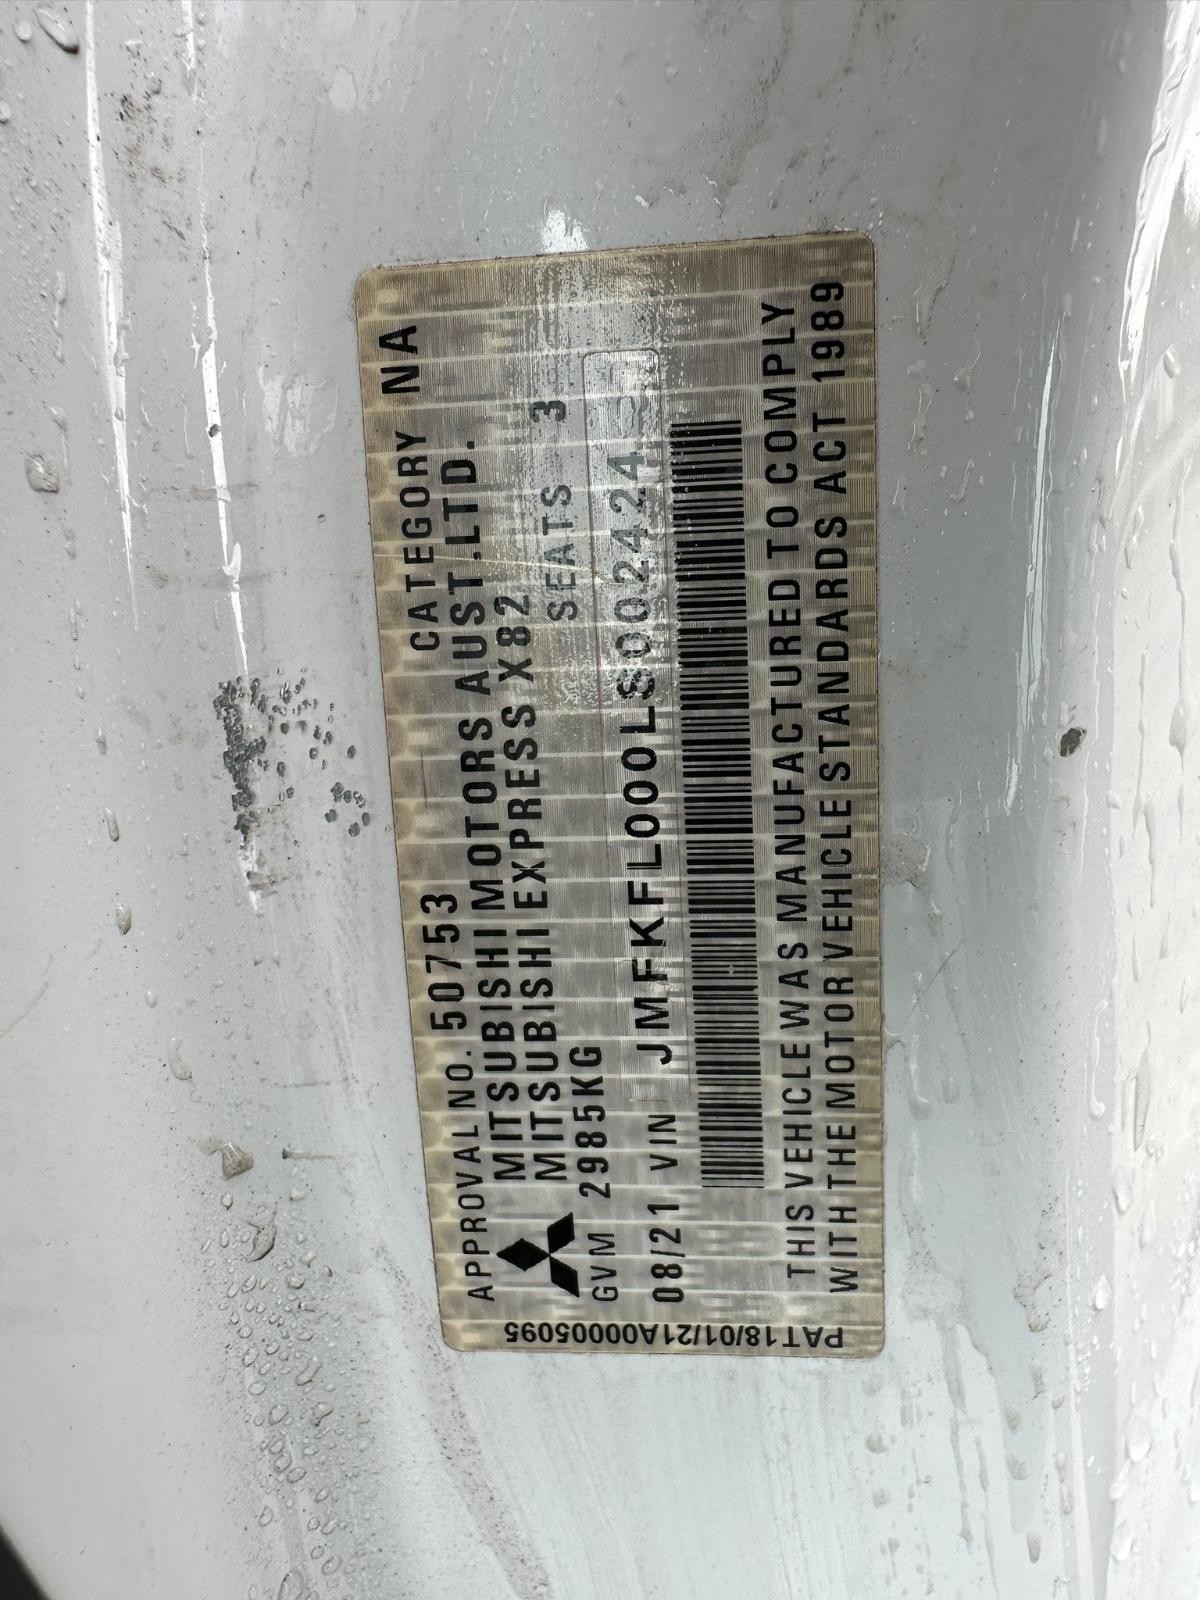 APPROVAL NO. 50753 CATEGORY NA
MITSUBISHI MOTORS AUST.LTD.
MITSUBISHI EXPRESS X82
GVM 2985KG SEATS 3
08/21 VIN JMFKFL000LS002424
THIS VEHICLE WAS MANUFACTURED TO COMPLY
WITH THE MOTOR VEHICLE STANDARDS ACT 1989
PAT18/01/21A00005095